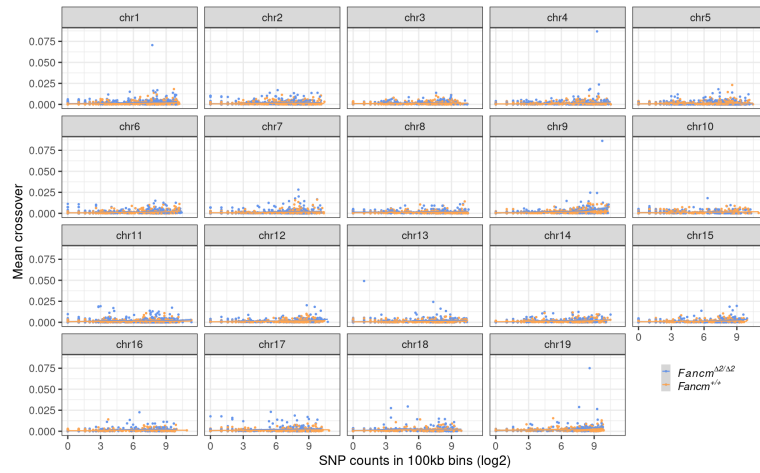 chr1 chr2 chr3 chr4 chr5
0.075
0.050
0.025
0.000
chr6 chr7 chr8 chr9 chr10
0.075
0.050
0.025
0.000
Mean crossover
chr11 chr12 chr13 chr14 chr15
0.075
0.050
0.025
0.000
0 3 6 9
chr16 chr17 chr18 chr19
0.075
0.050
0.025
0.000
Fancm^Δ2/Δ2
Fancm^+/+
0 3 6 9 0 3 6 9 0 3 6 9 0 3 6 9
SNP counts in 100kb bins (log2)